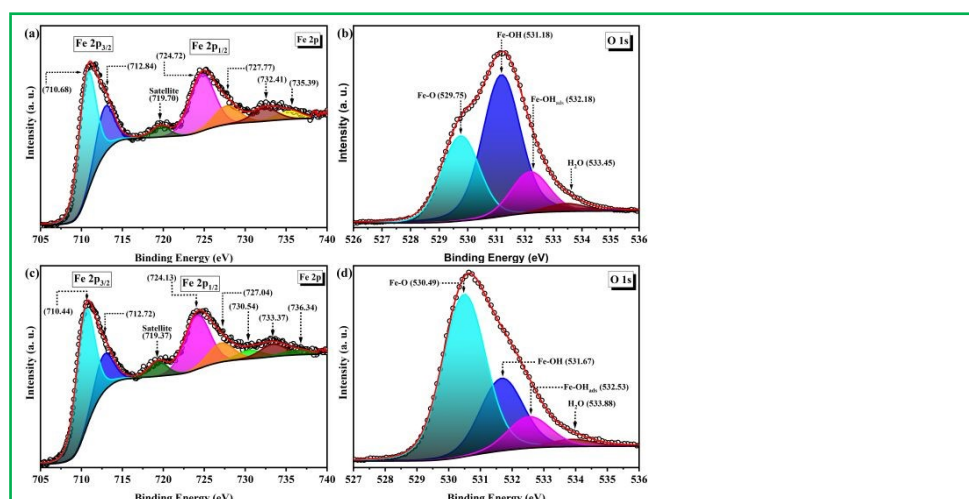 (a)
Fe 2p3/2
Fe 2p1/2
Fe 2p
(724.72)
(712.84)
(727.77)
(732.41)
(735.39)
(710.68)
Satellite
(719.70)
Intensity (a. u.)
705 710 715 720 725 730 735 740
Binding Energy (eV)
(b)
Fe-OH (531.18)
O 1s
Fe-O (529.75)
Fe-OHads (532.18)
H2O (533.45)
Intensity (a. u.)
526 527 528 529 530 531 532 533 534 535 536
Binding Energy (eV)
(c)
Fe 2p3/2
(724.13)
Fe 2p1/2
Fe 2p
(710.44)
(712.72)
(727.04)
(730.54)
(736.34)
(733.37)
Satellite
(719.37)
Intensity (a. u.)
705 710 715 720 725 730 735 740
Binding Energy (eV)
(d)
Fe-O (530.49)
O 1s
Fe-OH
(531.67)
Fe-OHads (532.53)
H2O (533.88)
Intensity (a. u.)
527 528 529 530 531 532 533 534 535 536
Binding Energy (eV)